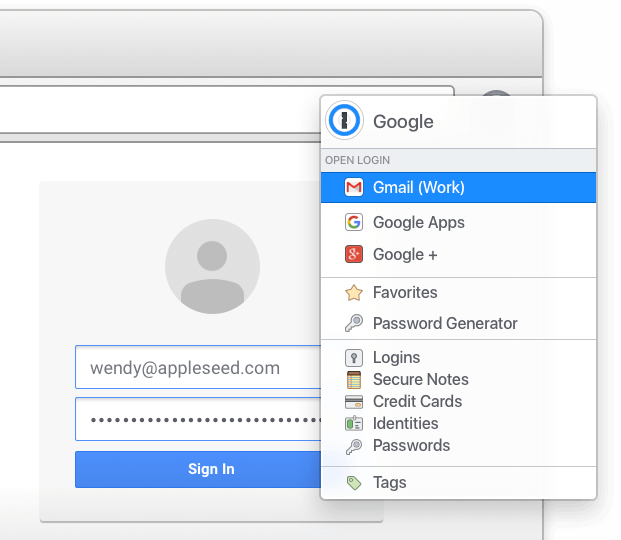 Google
OPEN LOGIN
Gmail (Work)
Google Apps
Google +
Favorites
Password Generator
Logins
Secure Notes
Credit Cards
Identities
Passwords
Tags
wendy@appleseed.com
Sign In